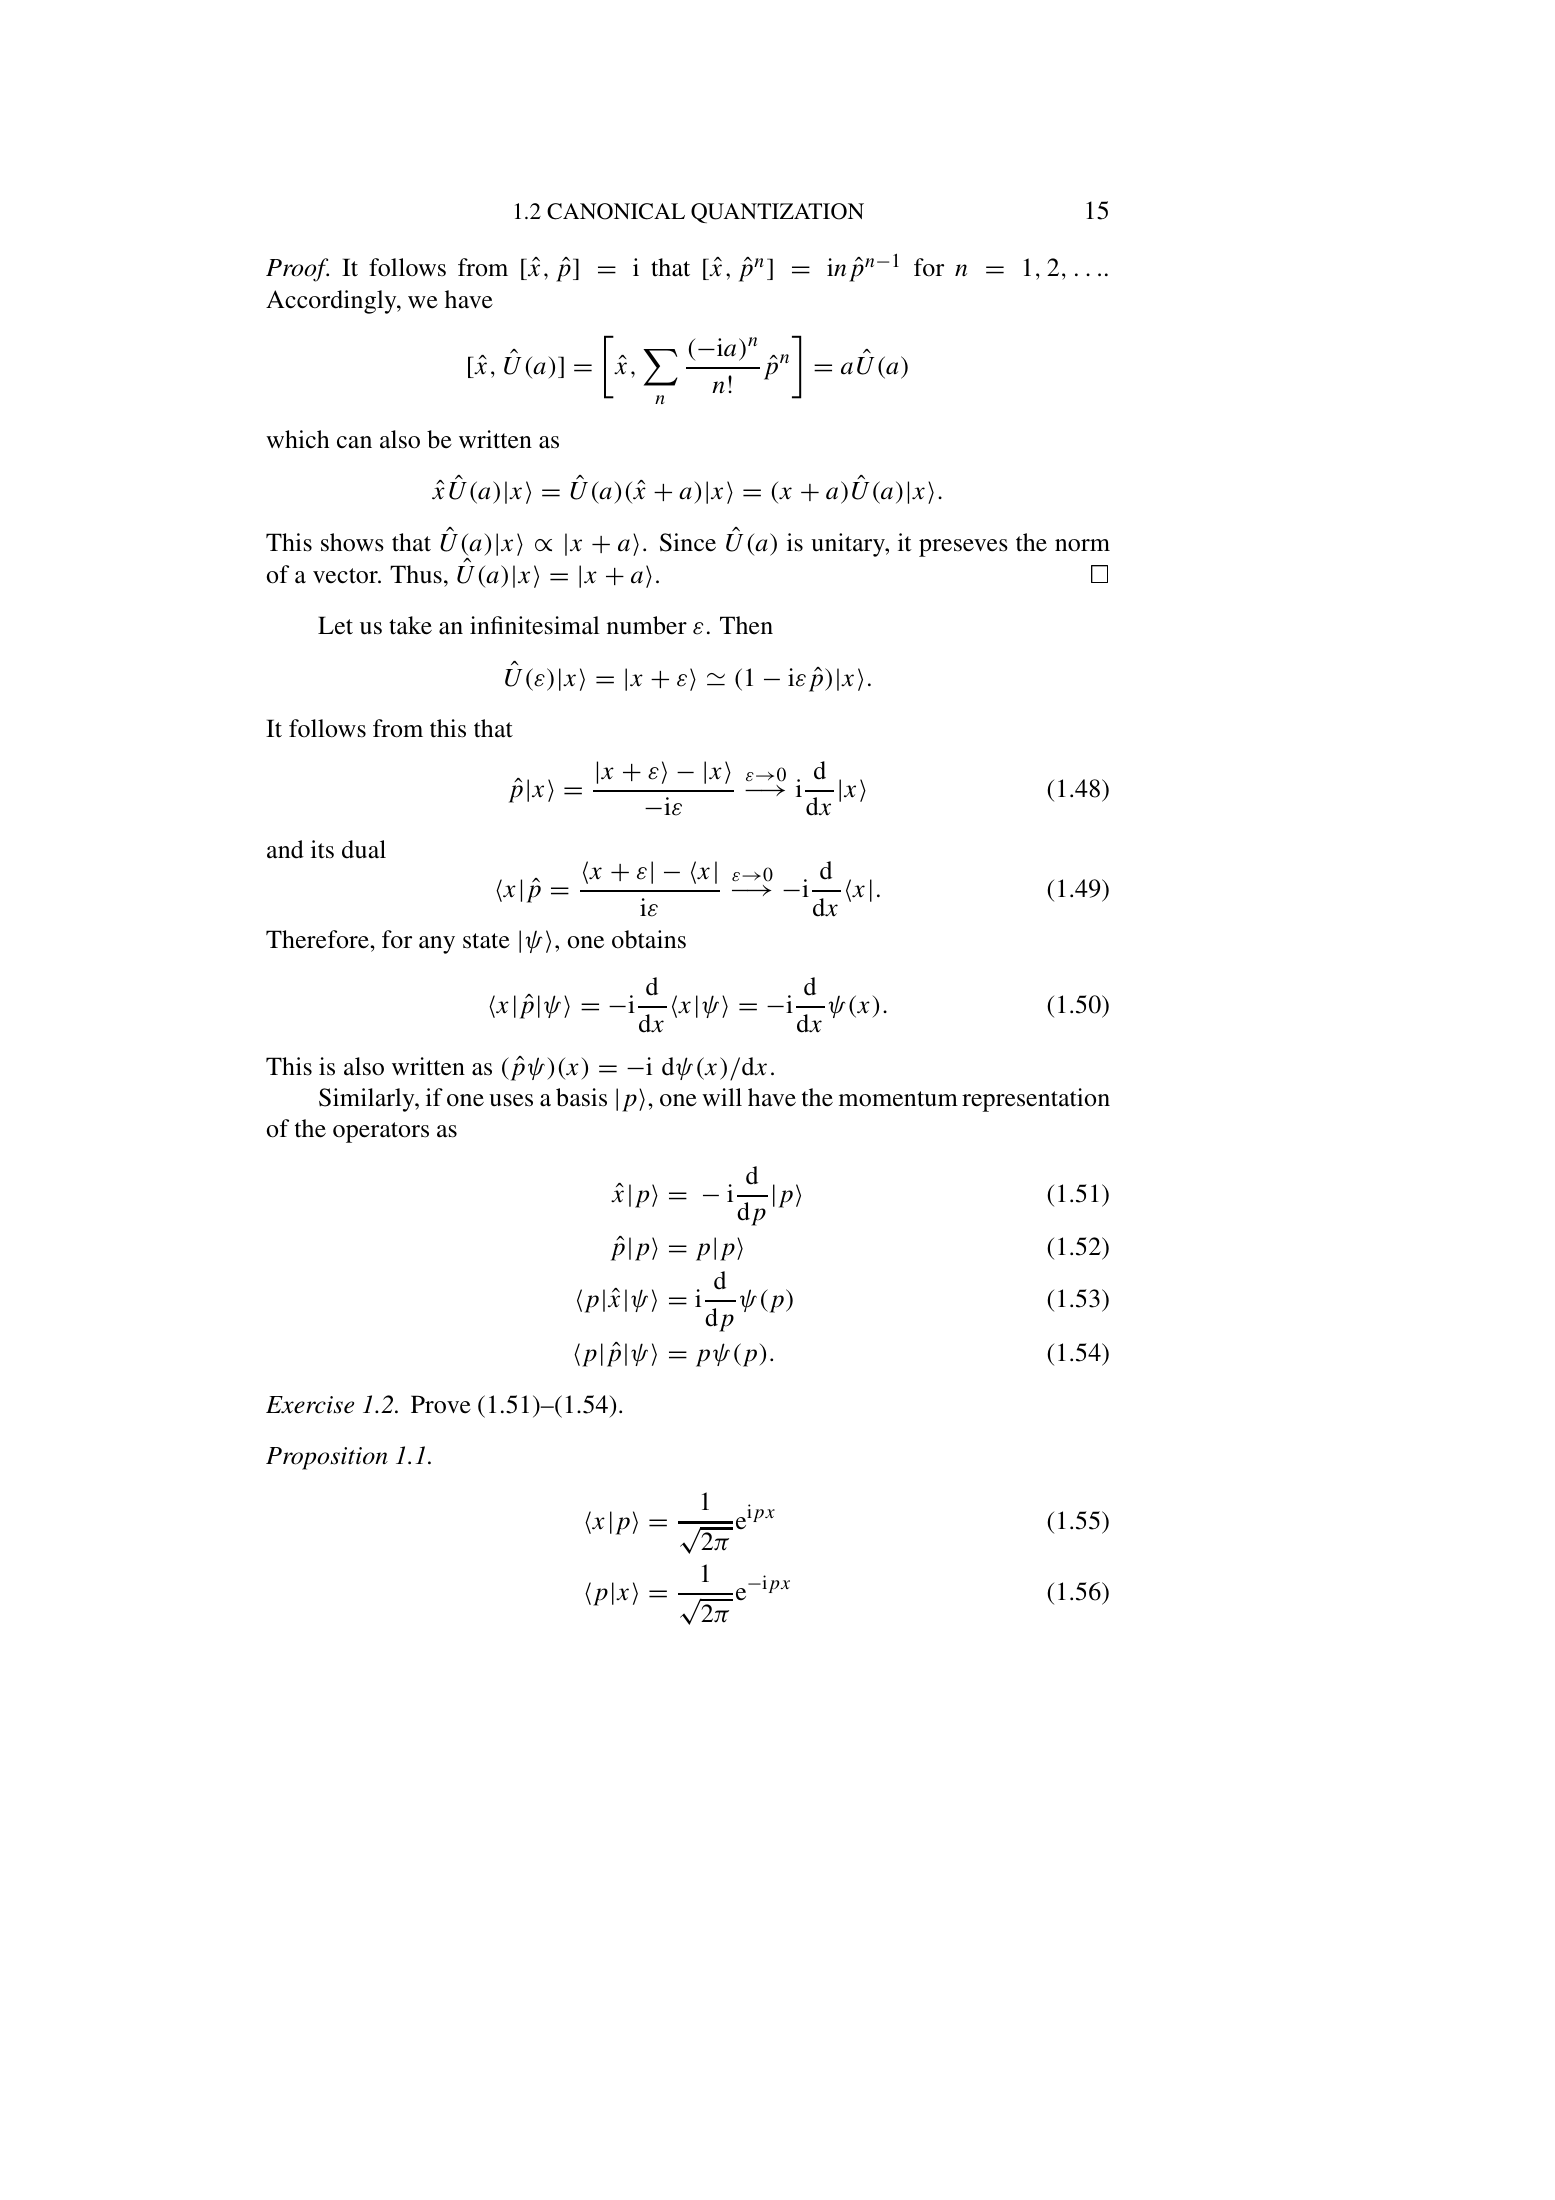 1.2 CANONICAL QUANTIZATION 15
Proof. It follows from [x̂, p̂] = i that [x̂, p̂ⁿ] = inp̂ⁿ⁻¹ for n = 1, 2, . . . .
Accordingly, we have
[x̂, Û(a)] = [x̂, ∑ₙ (−ia)ⁿ/n! p̂ⁿ] = aÛ(a)
which can also be written as
x̂Û(a)|x⟩ = Û(a)(x̂ + a)|x⟩ = (x + a)Û(a)|x⟩.
This shows that Û(a)|x⟩ ∝ |x + a⟩. Since Û(a) is unitary, it preseves the norm
of a vector. Thus, Û(a)|x⟩ = |x + a⟩. □
Let us take an infinitesimal number ε. Then
Û(ε)|x⟩ = |x + ε⟩ ≃ (1 − iεp̂)|x⟩.
It follows from this that
p̂|x⟩ = (|x + ε⟩ − |x⟩)/(−iε) ⟶(ε→0) i d/dx |x⟩ (1.48)
and its dual
⟨x|p̂ = (⟨x + ε| − ⟨x|)/(iε) ⟶(ε→0) −i d/dx ⟨x|. (1.49)
Therefore, for any state |ψ⟩, one obtains
⟨x|p̂|ψ⟩ = −i d/dx ⟨x|ψ⟩ = −i d/dx ψ(x). (1.50)
This is also written as (p̂ψ)(x) = −i dψ(x)/dx.
Similarly, if one uses a basis |p⟩, one will have the momentum representation
of the operators as
x̂|p⟩ = − i d/dp |p⟩ (1.51)
p̂|p⟩ = p|p⟩ (1.52)
⟨p|x̂|ψ⟩ = i d/dp ψ(p) (1.53)
⟨p|p̂|ψ⟩ = pψ(p). (1.54)
Exercise 1.2. Prove (1.51)–(1.54).
Proposition 1.1.
⟨x|p⟩ = 1/√2π e^{ipx} (1.55)
⟨p|x⟩ = 1/√2π e^{−ipx} (1.56)